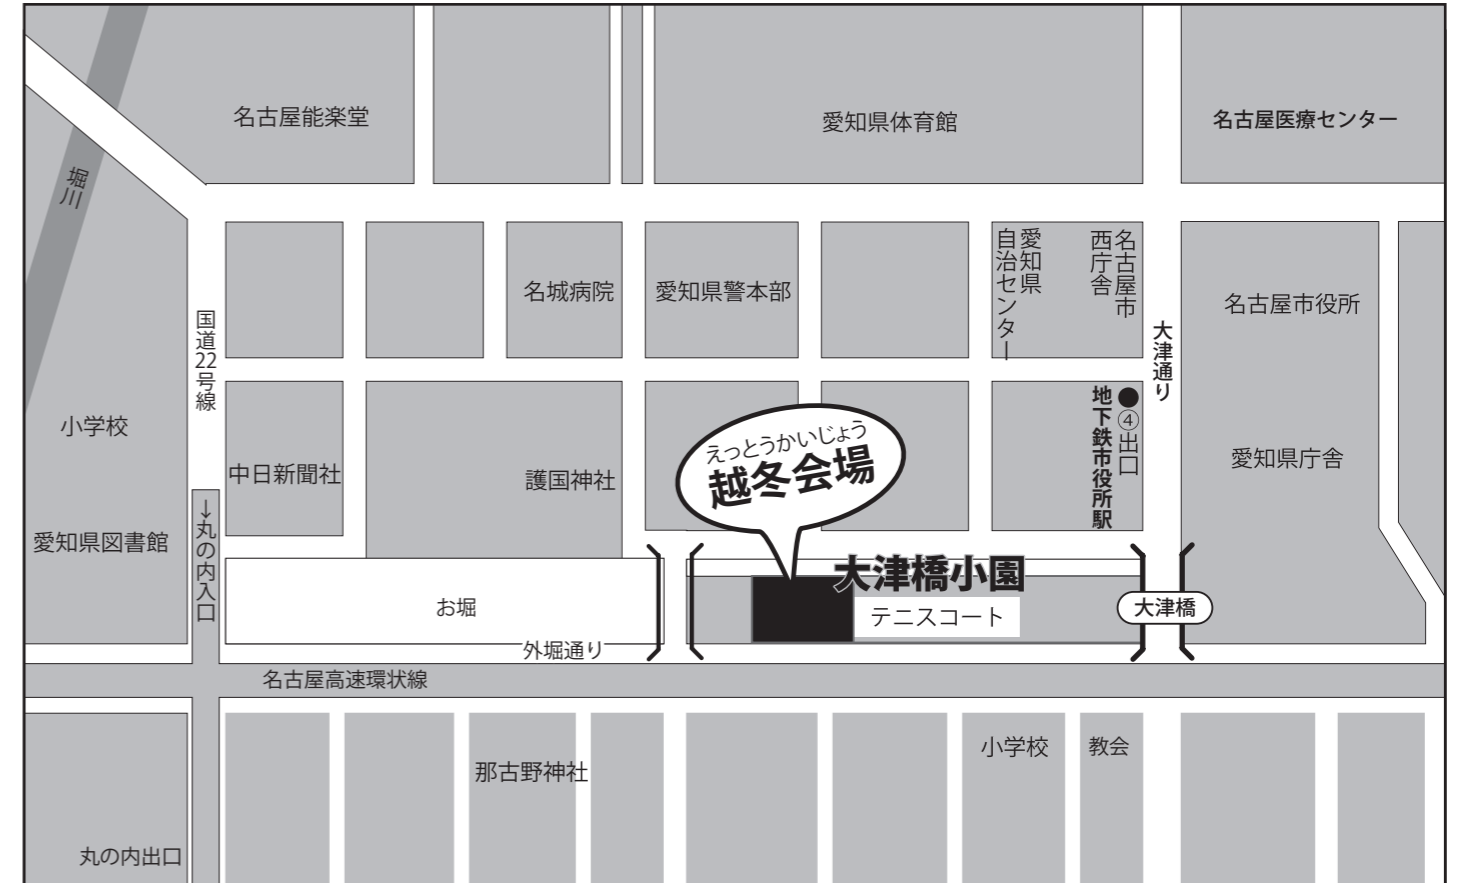 名古屋能楽堂
愛知県体育館
名古屋医療センター
堀川
名城病院
愛知県警本部
愛知県
自治センター
名古屋市
西庁舎
名古屋市役所
国道22号線
大津通り
小学校
●④出口
地下鉄市役所駅
えっとうかいじょう
越冬会場
中日新聞社
護国神社
愛知県庁舎
愛知県図書館
↓丸の内入口
大津橋小園
お堀
テニスコート
大津橋
外堀通り
名古屋高速環状線
那古野神社
小学校
教会
丸の内出口